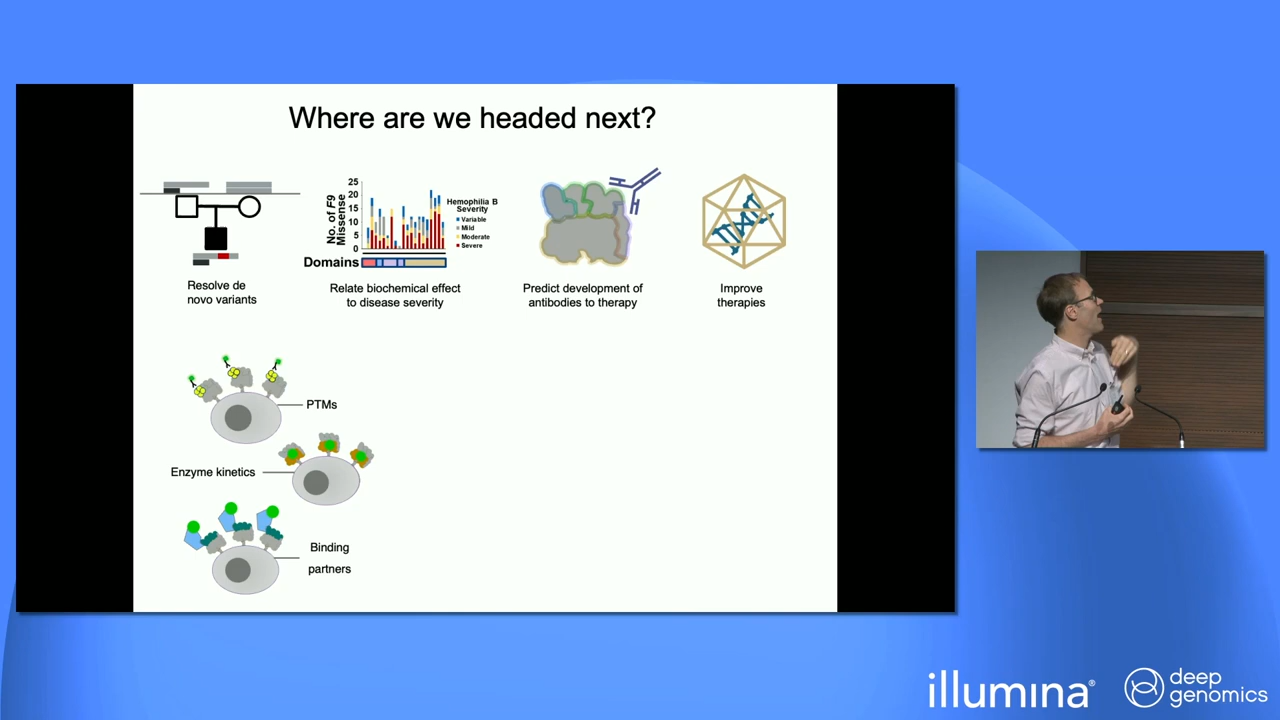 Where are we headed next?
25
20
15
10
5
0
No. of F9
Missense
Hemophilia B
Severity
Variable
Mild
Moderate
Severe
Domains
Resolve de
novo variants
Relate biochemical effect
to disease severity
Predict development of
antibodies to therapy
Improve
therapies
PTMs
Enzyme kinetics
Binding
partners
illumina®
deep
genomics